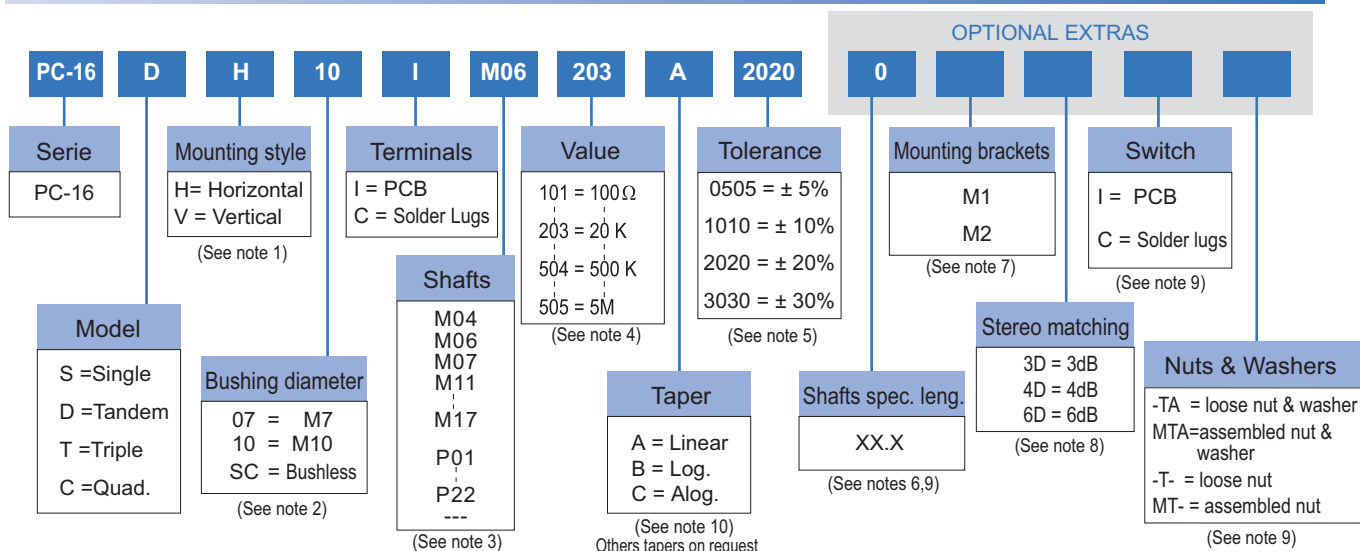 OPTIONAL EXTRAS
PC-16 D H 10 I M06 203 A 2020 0
Serie
PC-16
Mounting style
H= Horizontal
V = Vertical
(See note 1)
Terminals
I = PCB
C = Solder Lugs
Value
101 = 100Ω
203 = 20 K
504 = 500 K
505 = 5M
(See note 4)
Tolerance
0505 = ± 5%
1010 = ± 10%
2020 = ± 20%
3030 = ± 30%
(See note 5)
Mounting brackets
M1
M2
(See note 7)
Switch
I = PCB
C = Solder lugs
(See note 9)
Model
S =Single
D =Tandem
T =Triple
C =Quad.
Bushing diameter
07 = M7
10 = M10
SC = Bushless
(See note 2)
Shafts
M04
M06
M07
M11
M17
P01
P22
---
(See note 3)
Taper
A = Linear
B = Log.
C = Alog.
(See note 10)
Others tapers on request
Shafts spec. leng.
XX.X
(See notes 6,9)
Stereo matching
3D = 3dB
4D = 4dB
6D = 6dB
(See note 8)
Nuts & Washers
-TA = loose nut & washer
MTA=assembled nut &
washer
-T- = loose nut
MT- = assembled nut
(See note 9)